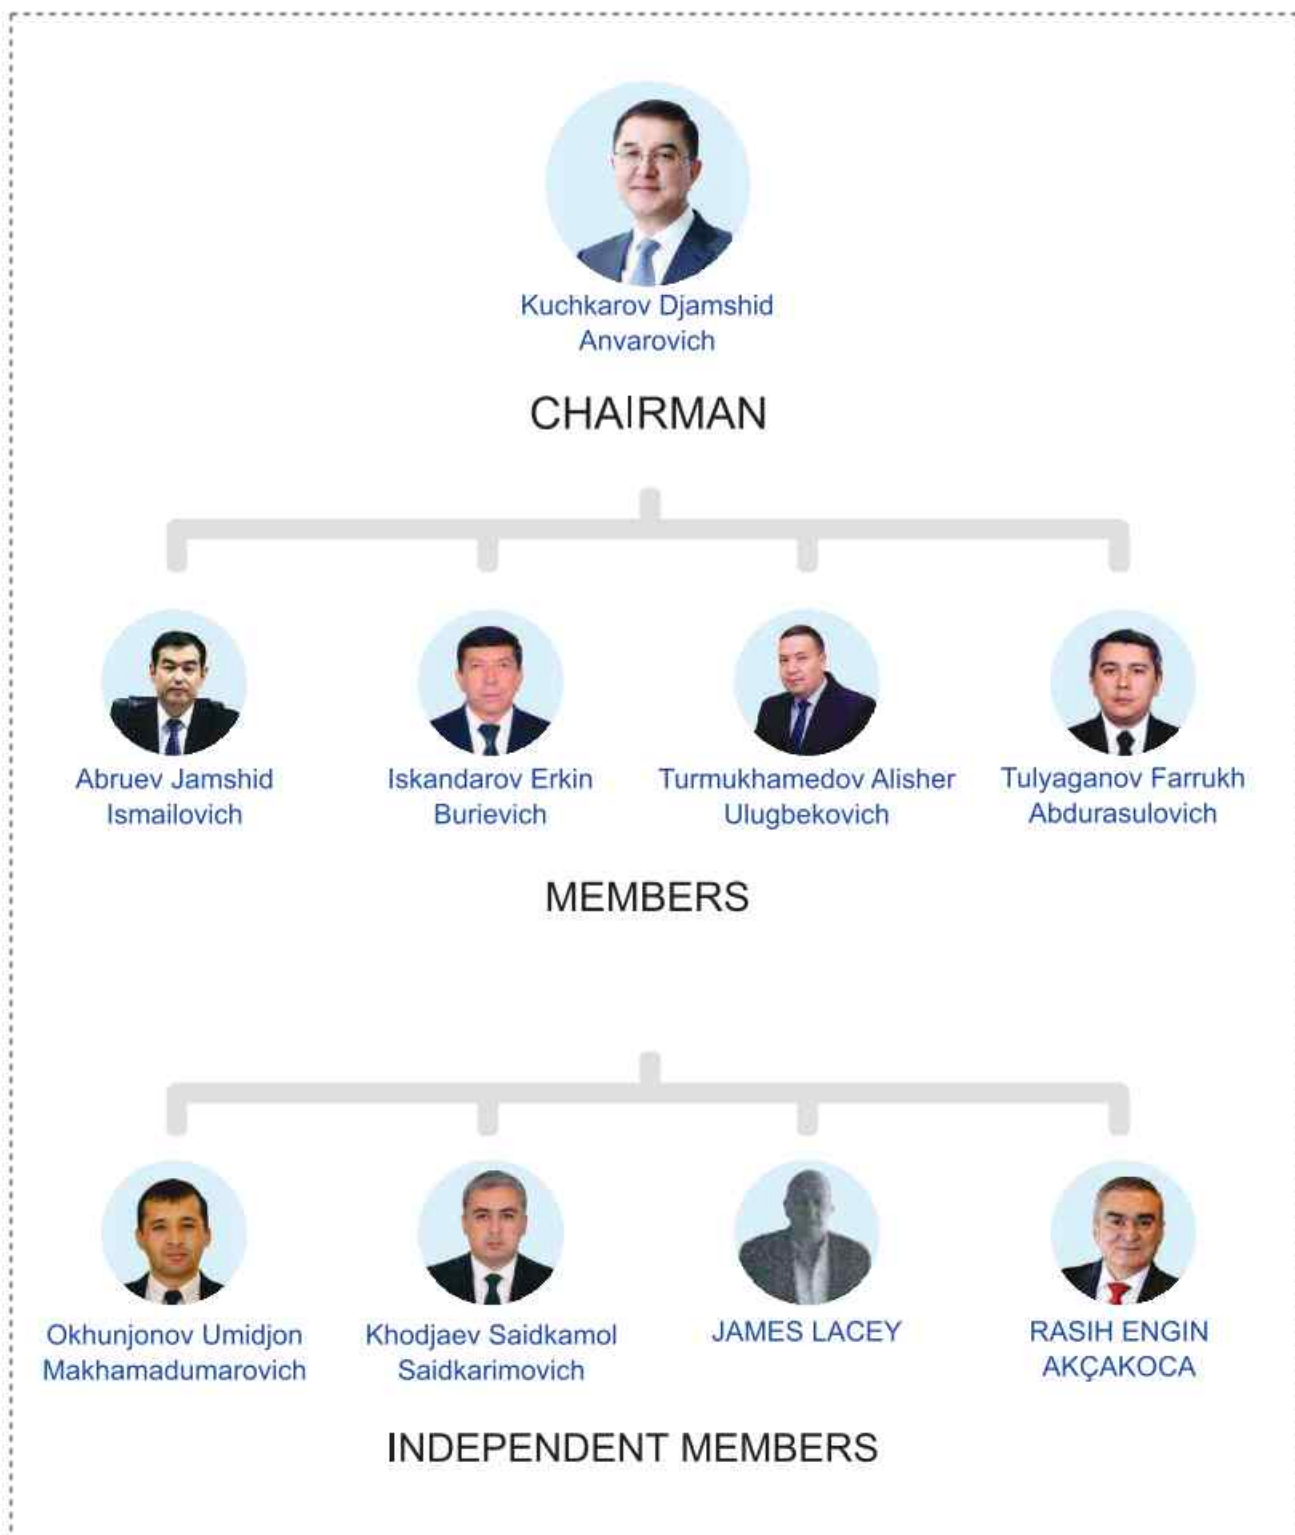 Kuchkarov Djamshid
Anvarovich
CHAIRMAN
Abruev Jamshid
Ismailovich
Iskandarov Erkin
Burievich
Turmukhamedov Alisher
Ulugbekovich
Tulyaganov Farrukh
Abdurasulovich
MEMBERS
Okhunjonov Umidjon
Makhamadumarovich
Khodjaev Saidkamol
Saidkarimovich
JAMES LACEY
RASIH ENGIN
AKÇAKOCA
INDEPENDENT MEMBERS